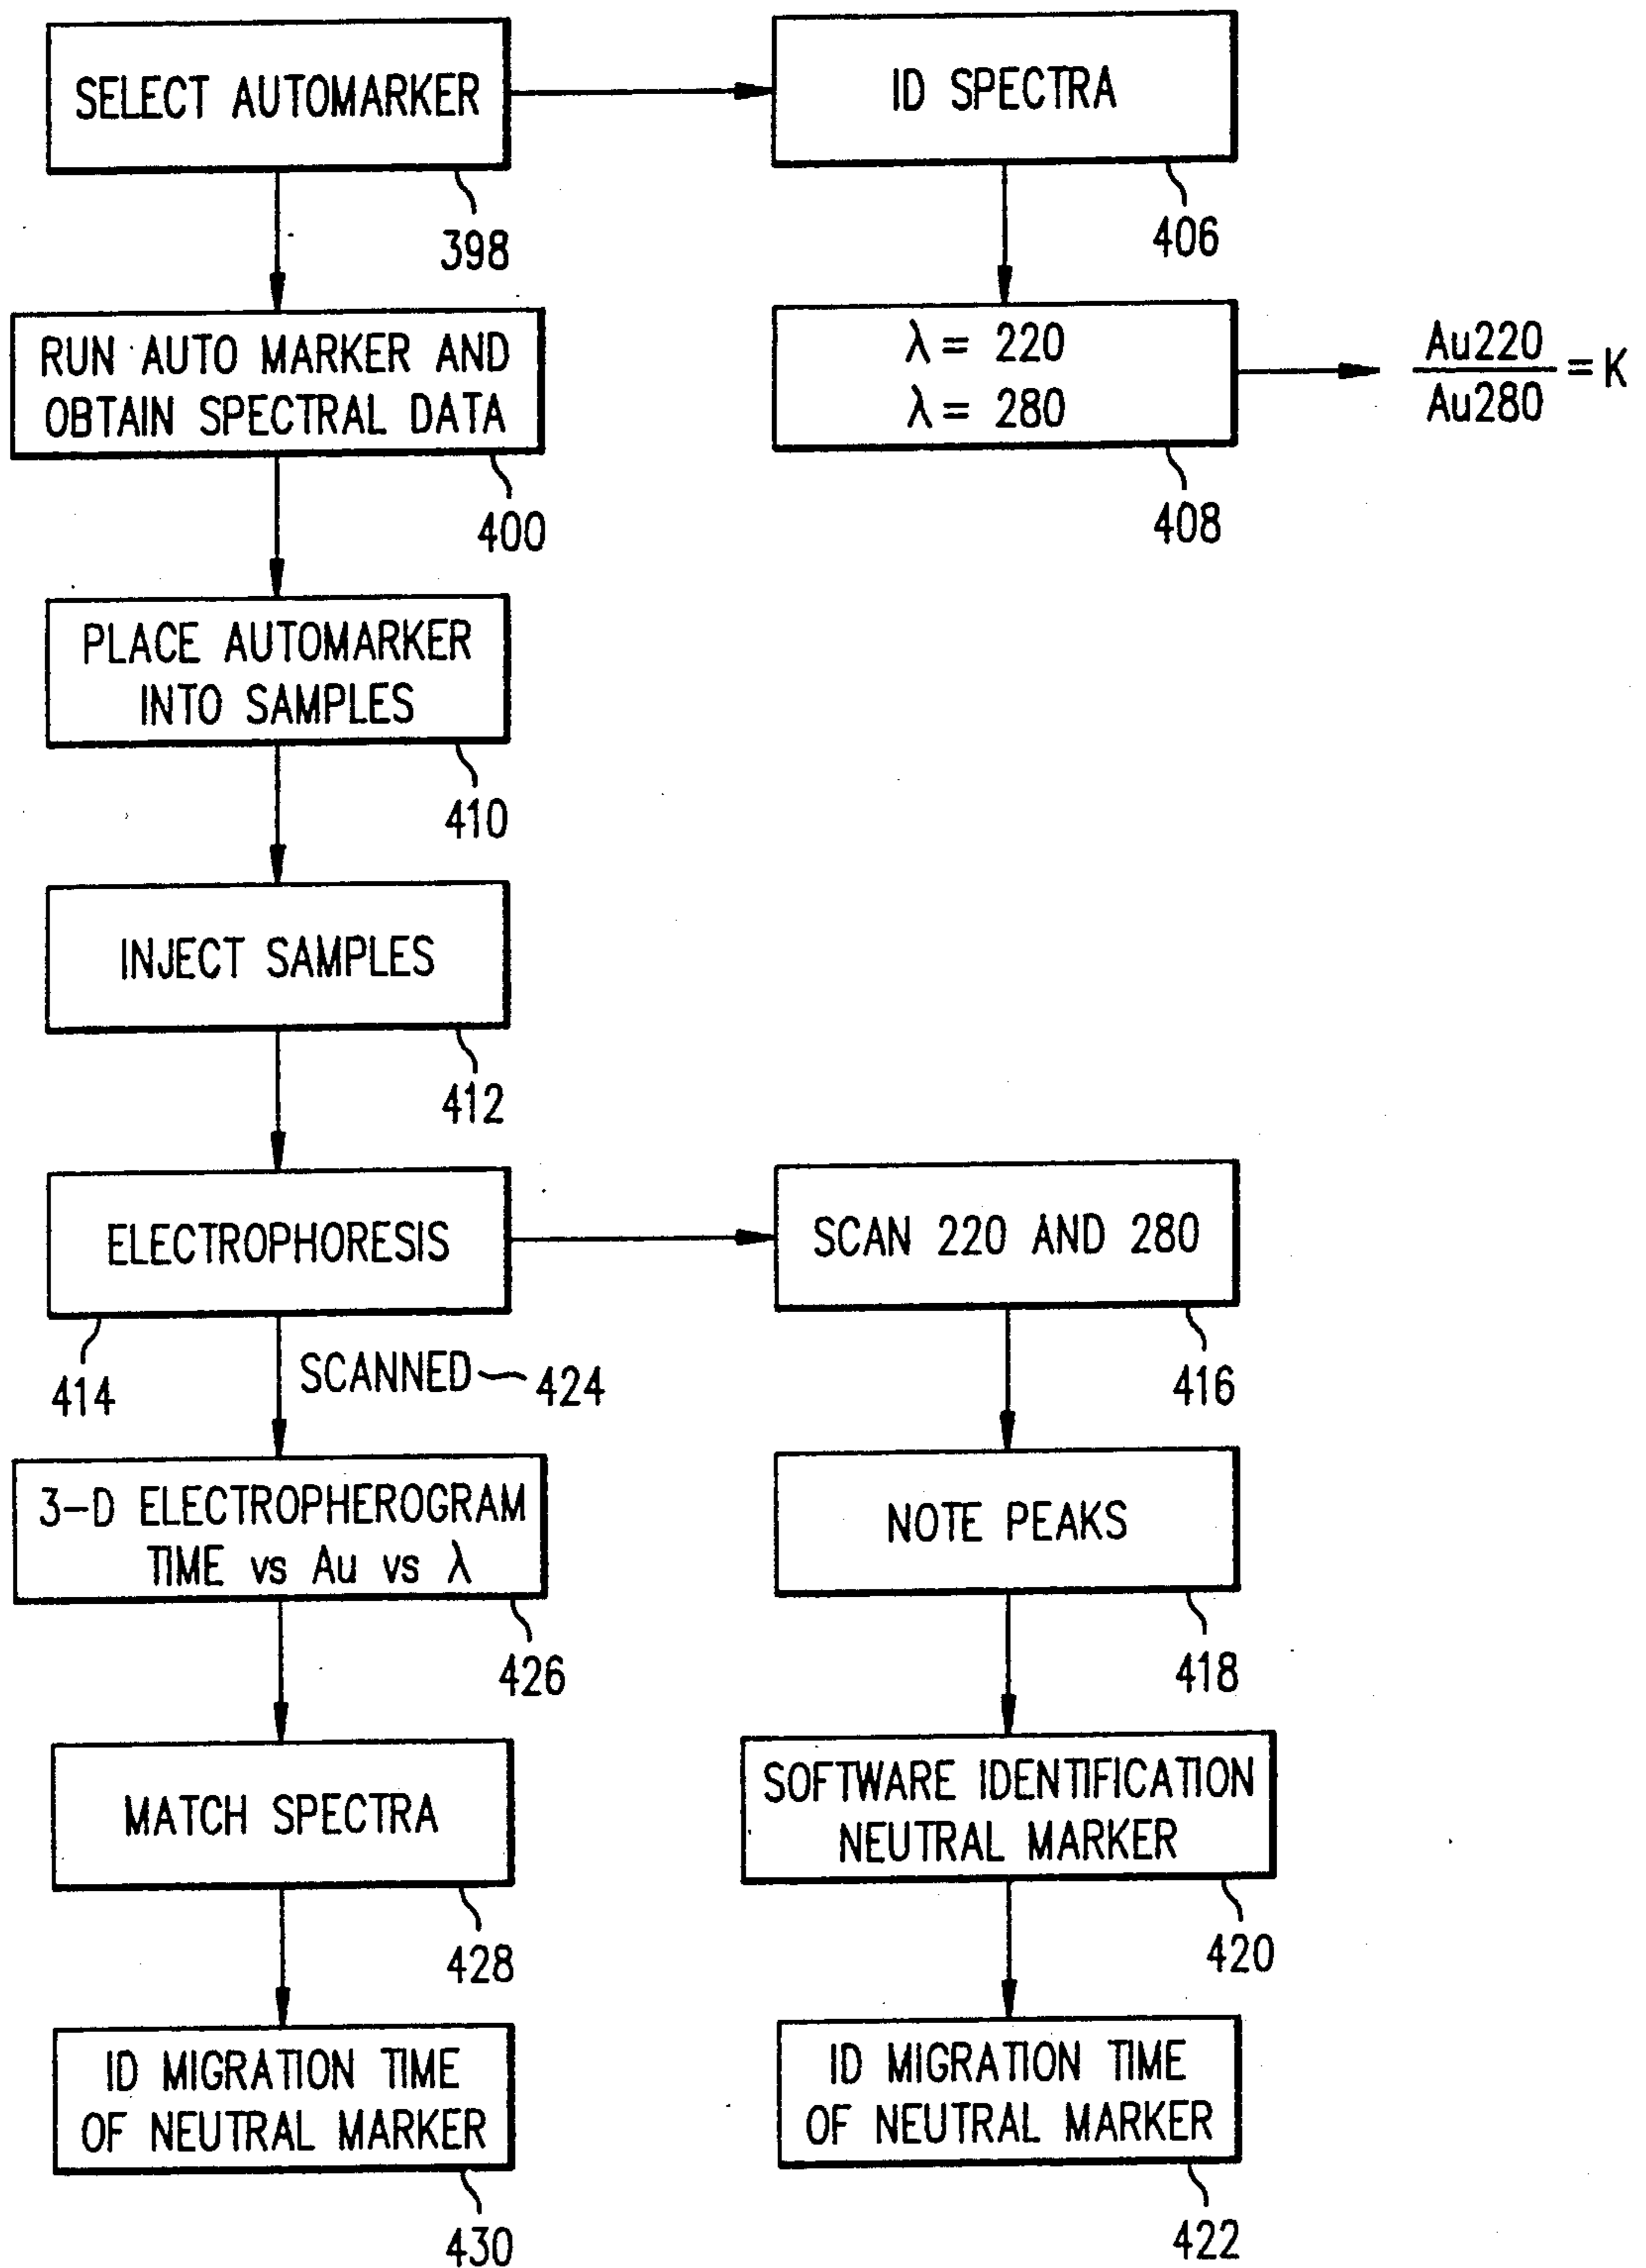 SELECT AUTOMARKER
398
ID SPECTRA
406
RUN AUTO MARKER AND
OBTAIN SPECTRAL DATA
400
λ = 220
λ = 280
408
Au220
Au280
= K
PLACE AUTOMARKER
INTO SAMPLES
410
INJECT SAMPLES
412
ELECTROPHORESIS
414
SCAN 220 AND 280
416
SCANNED 424
3-D ELECTROPHEROGRAM
TIME vs Au vs λ
426
NOTE PEAKS
418
MATCH SPECTRA
428
SOFTWARE IDENTIFICATION
NEUTRAL MARKER
420
ID MIGRATION TIME
OF NEUTRAL MARKER
430
ID MIGRATION TIME
OF NEUTRAL MARKER
422